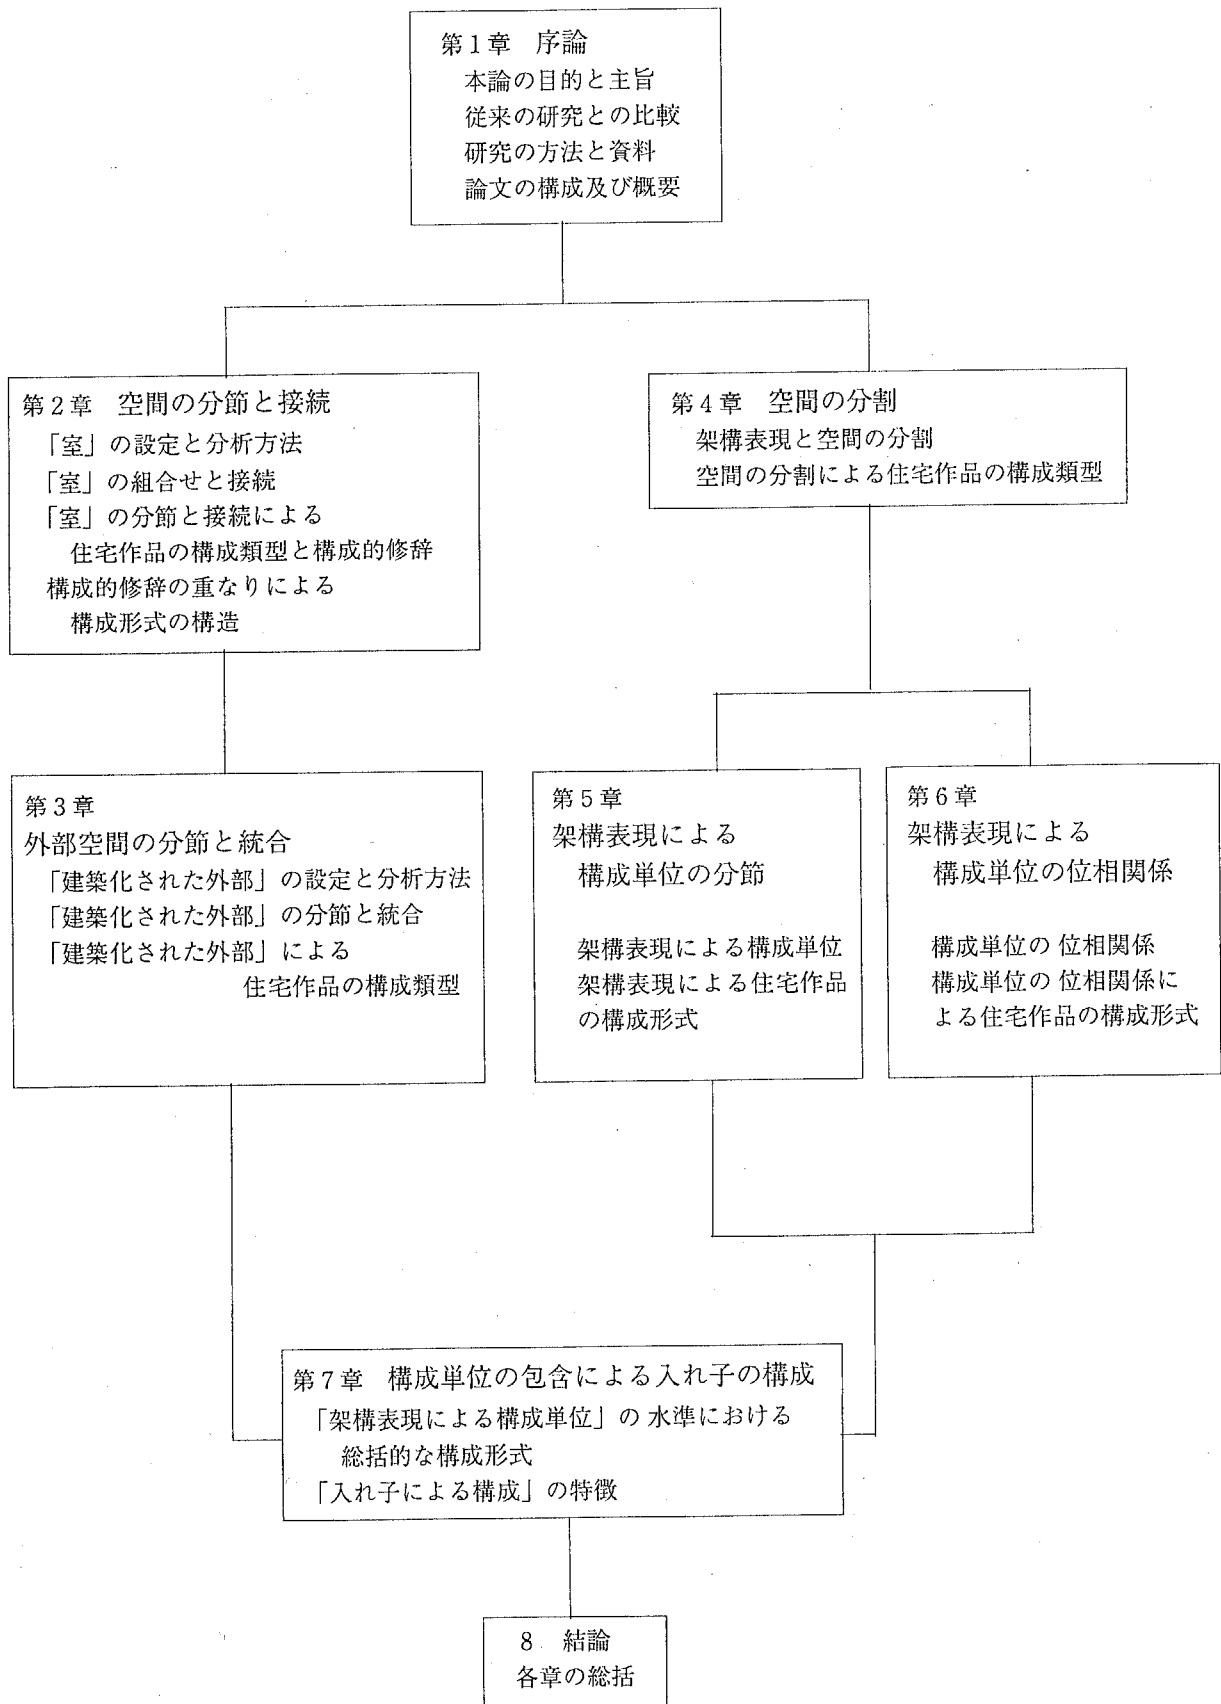 第1章 序論
本論の目的と主旨
従来の研究との比較
研究の方法と資料
論文の構成及び概要
第2章 空間の分節と接続
「室」の設定と分析方法
「室」の組合せと接続
「室」の分節と接続による
住宅作品の構成類型と構成的修辞
構成的修辞の重なりによる
構成形式の構造
第4章 空間の分割
架構表現と空間の分割
空間の分割による住宅作品の構成類型
第3章
外部空間の分節と統合
「建築化された外部」の設定と分析方法
「建築化された外部」の分節と統合
「建築化された外部」による
住宅作品の構成類型
第5章
架構表現による
構成単位の分節
架構表現による構成単位
架構表現による住宅作品
の構成形式
第6章
架構表現による
構成単位の位相関係
構成単位の 位相関係
構成単位の 位相関係に
よる住宅作品の構成形式
第7章 構成単位の包含による入れ子の構成
「架構表現による構成単位」の 水準における
総括的な構成形式
「入れ子による構成」の特徴
8 結論
各章の総括